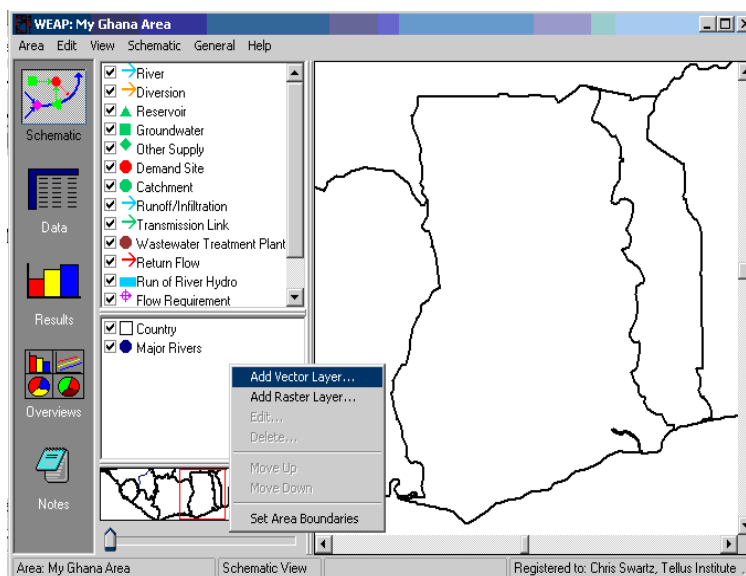 WEAP: My Ghana Area
Area Edit View Schematic General Help
Schematic
Data
Results
Overviews
Notes
River
Diversion
Reservoir
Groundwater
Other Supply
Demand Site
Catchment
Runoff/Infiltration
Transmission Link
Wastewater Treatment Plant
Return Flow
Run of River Hydro
Flow Requirement
Country
Major Rivers
Add Vector Layer...
Add Raster Layer...
Edit...
Delete...
Move Up
Move Down
Set Area Boundaries
Area: My Ghana Area Schematic View Registered to: Chris Swartz, Tellus Institute ,